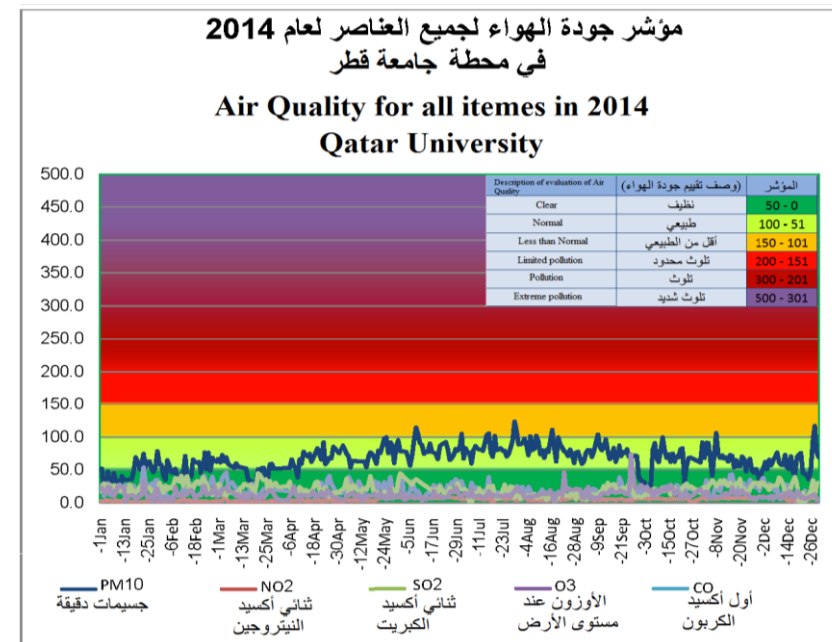 مؤشر جودة الهواء لجميع العناصر لعام 2014
في محطة جامعة قطر
Air Quality for all itemes in 2014
Qatar University
500.0
450.0
400.0
350.0
300.0
250.0
200.0
150.0
100.0
50.0
0.0
Description of evaluation of Air Quality (وصف تقييم جودة الهواء) المؤشر
Clear نظيف 50 - 0
Normal طبيعي 100 - 51
Less than Normal أقل من الطبيعي 150 - 101
Limited pollution تلوث محدود 200 - 151
Pollution تلوث 300 - 201
Extreme pollution تلوث شديد 500 - 301
-1Jan -13Jan -25Jan -6Feb -18Feb -1Mar -13Mar -25Mar -6Apr -18Apr -30Apr -12May -24May -5Jun -17Jun -29Jun -11Jul -23Jul -4Aug -16Aug -28Aug -9Sep -21Sep -3Oct -15Oct -27Oct -8Nov -20Nov -2Dec -14Dec -26Dec
PM10 NO2 SO2 O3 CO
جسيمات دقيقة
ثنائي أكسيد النيتروجين
ثنائي أكسيد الكبريت
الأوزون عند مستوى الأرض
أول أكسيد الكربون